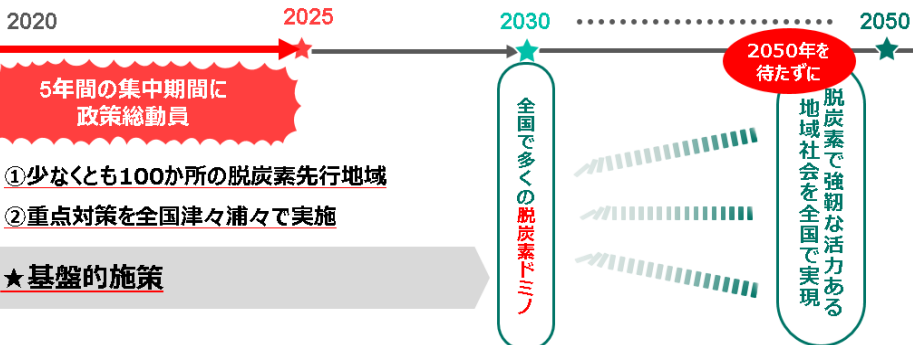 2020
2025
2030
2050
5年間の集中期間に
政策総動員
①少なくとも100か所の脱炭素先行地域
②重点対策を全国津々浦々で実施
★基盤的施策
全国で多くの脱炭素ドミノ
2050年を
待たずに
脱炭素で強靭な活力ある
地域社会を全国で実現